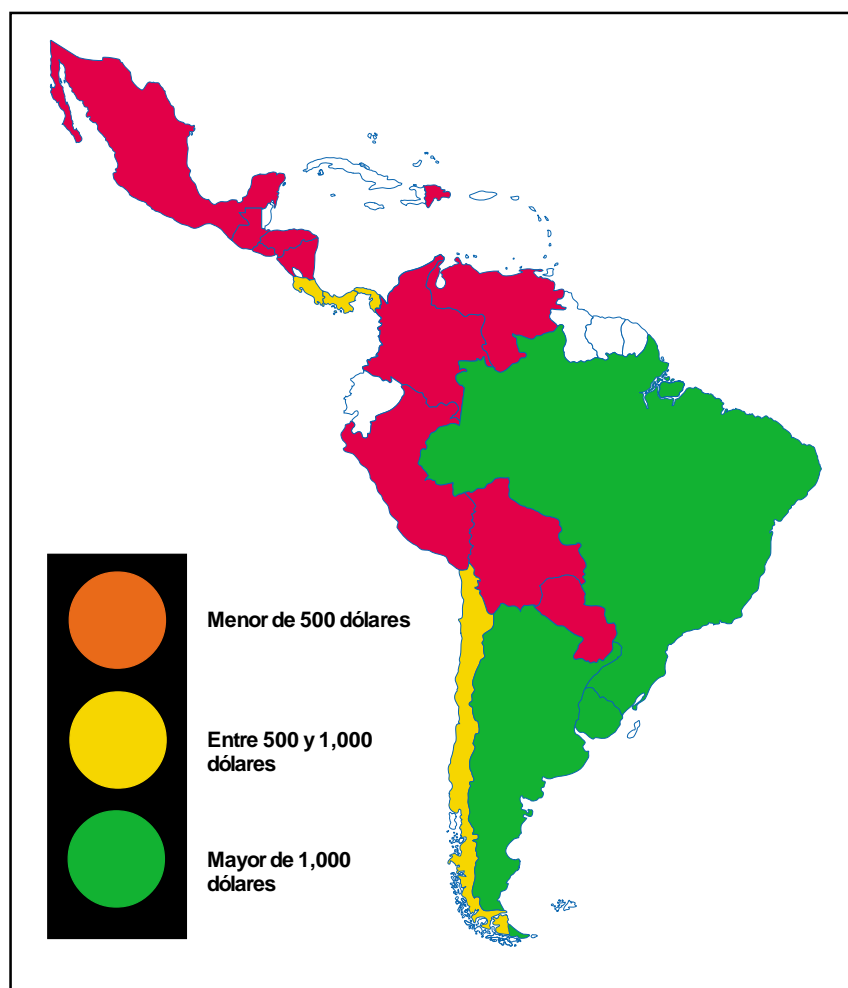 Menor de 500 dólares
Entre 500 y 1,000
dólares
Mayor de 1,000
dólares